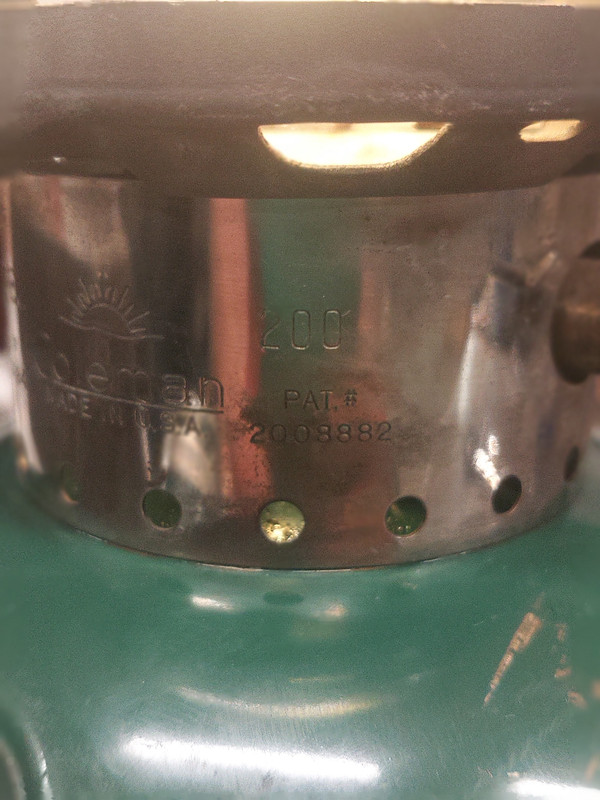 200
Coleman
MADE IN U.S.A.
PAT.#
2008882